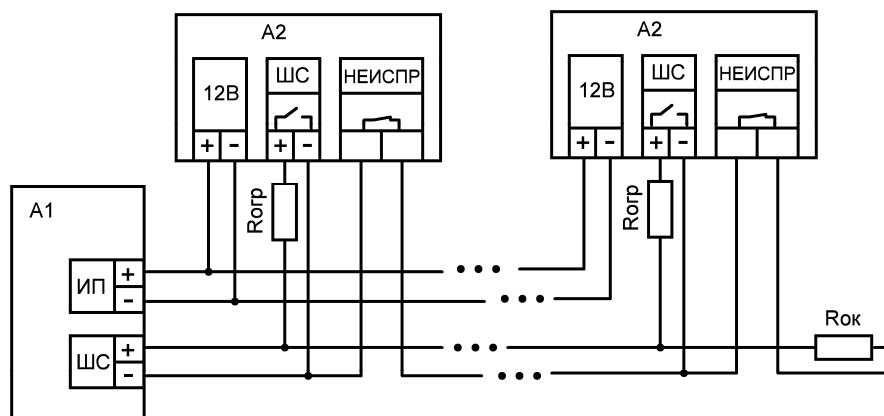 A2
12В
ШС
НЕИСПР
+ - + -
Rогр
A2
12В
ШС
НЕИСПР
+ - + -
Rогр
A1
ИП
+
-
ШС
+
-
Rок